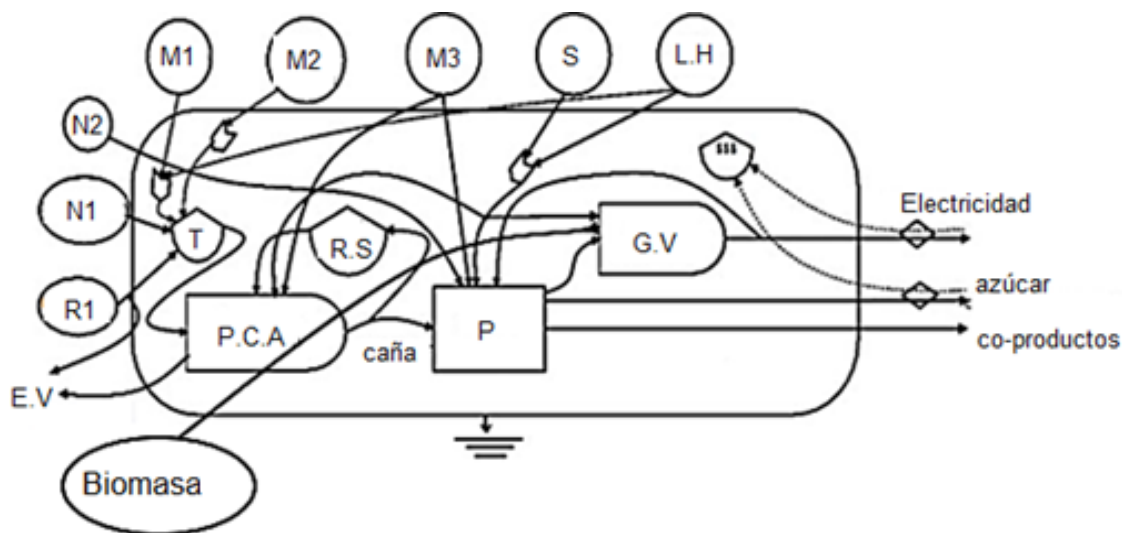 M1
M2
M3
S
L.H
N2
$$$
N1
T
R.S
G.V
Electricidad
R1
P.C.A
caña
P
azúcar
co-productos
E.V
Biomasa